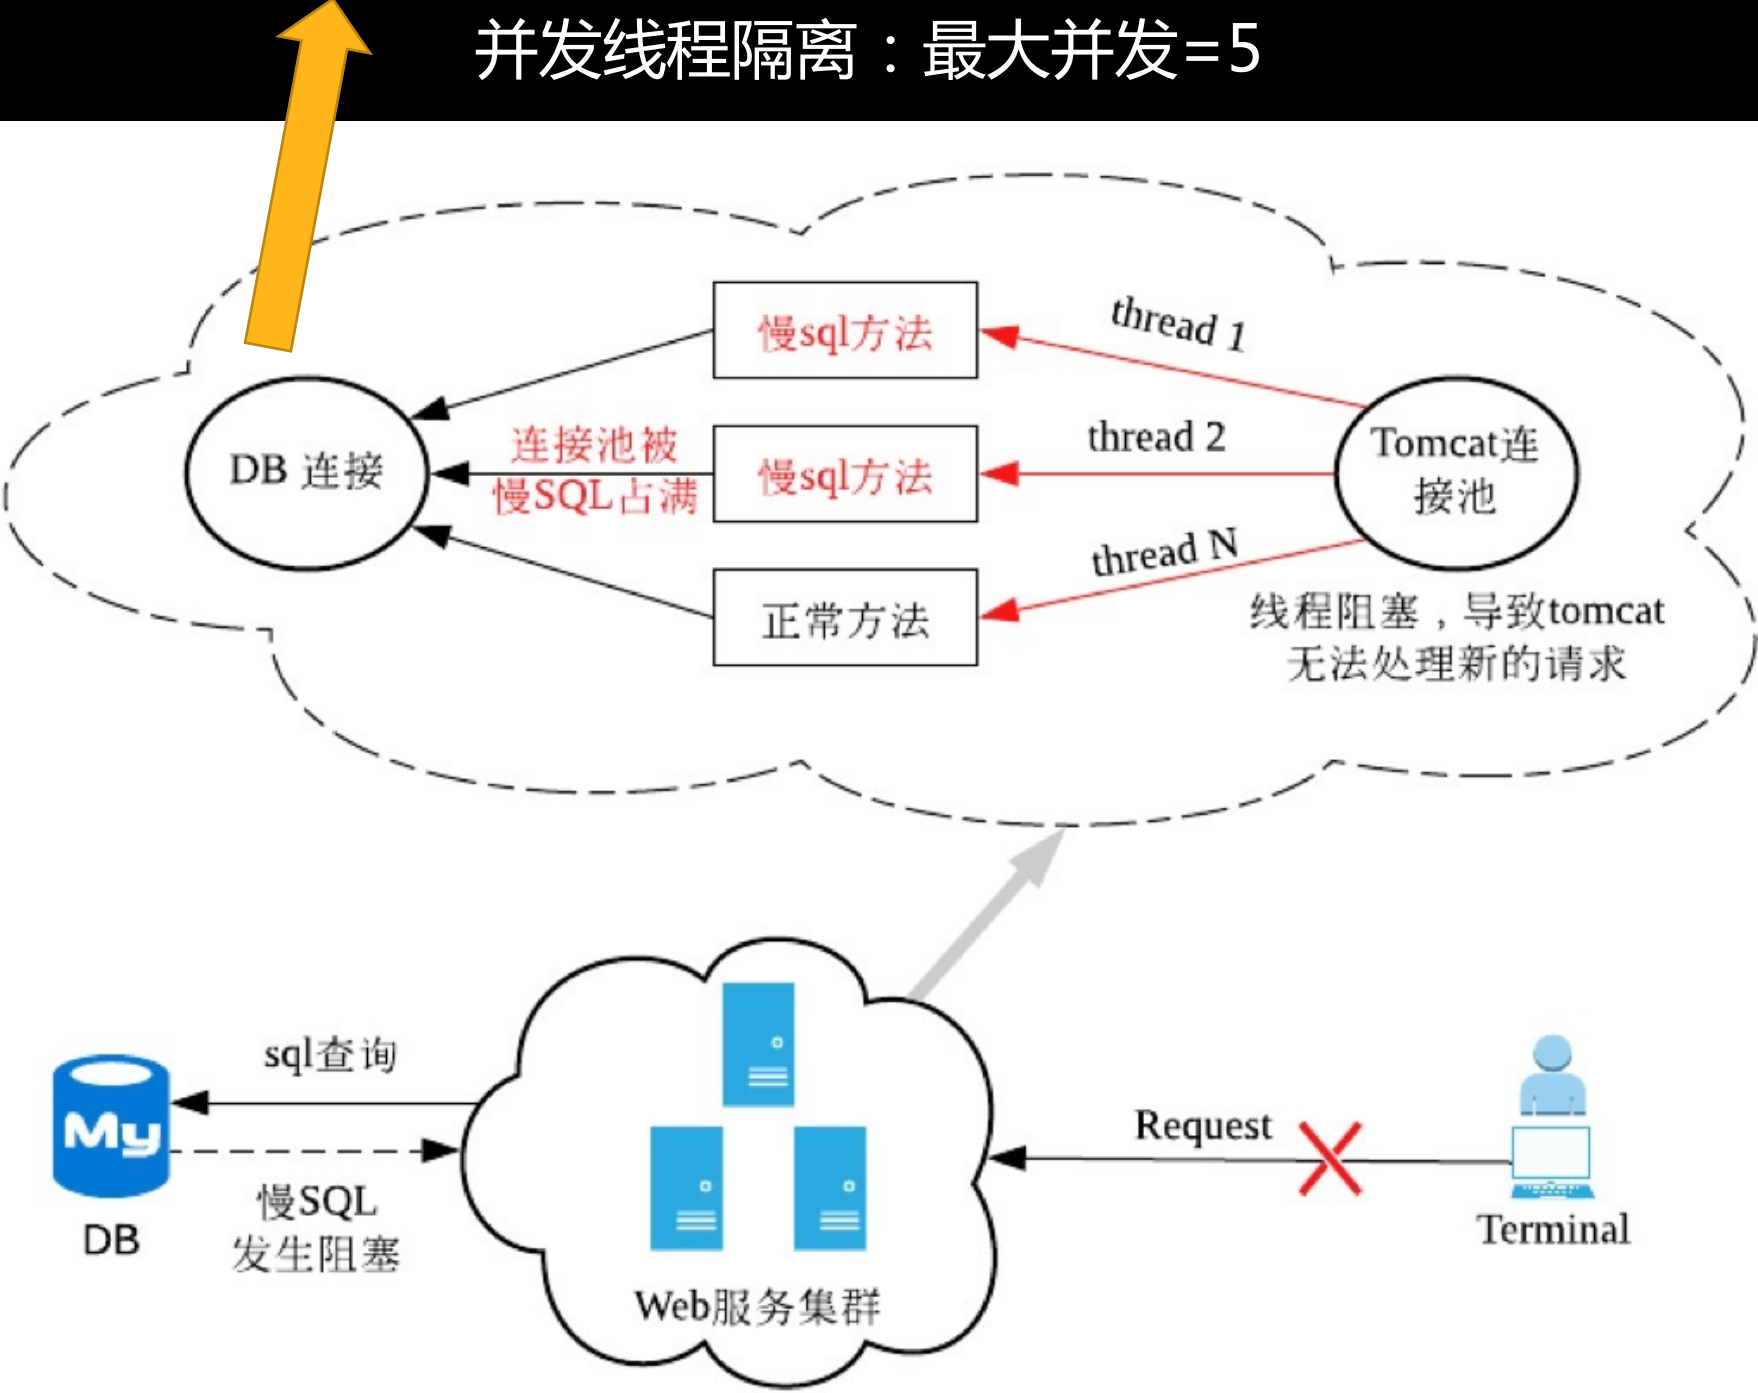 并发线程隔离：最大并发=5
慢sql方法
thread 1
连接池被
慢SQL占满
DB 连接
慢sql方法
thread 2
Tomcat连
接池
正常方法
thread N
线程阻塞，导致tomcat
无法处理新的请求
sql查询
My
慢SQL
发生阻塞
DB
Web服务集群
Request
Terminal